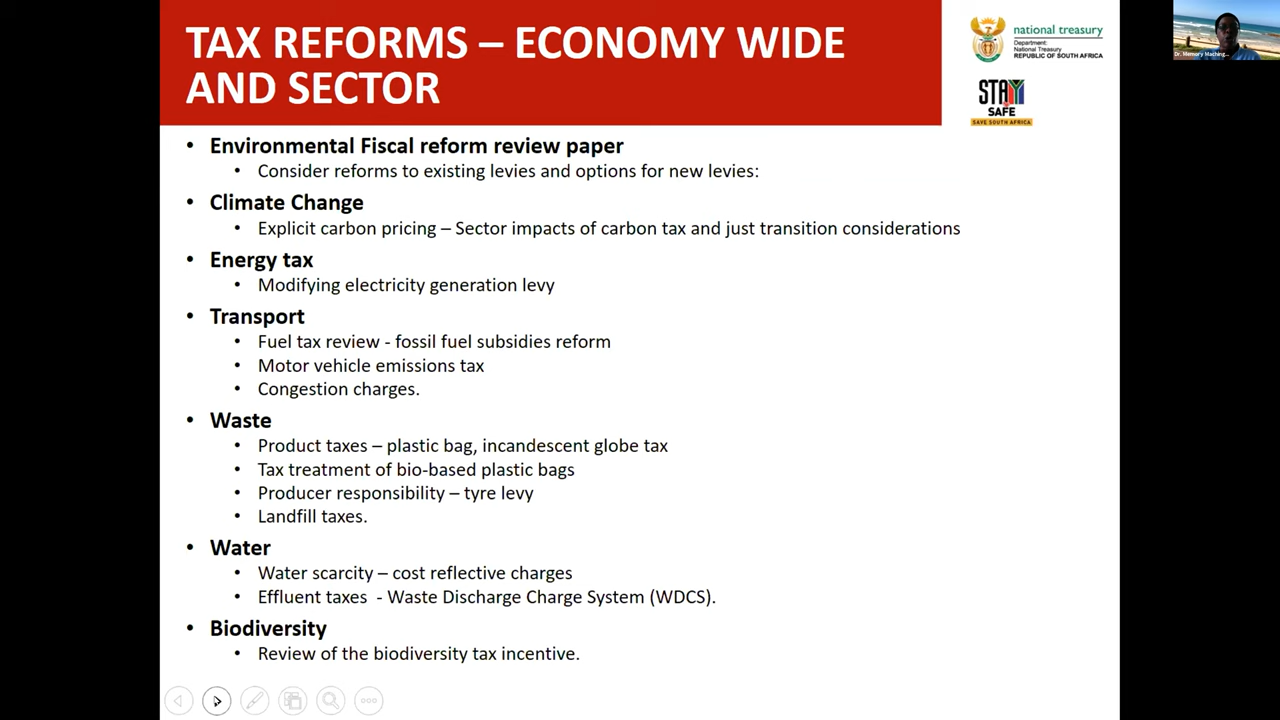 TAX REFORMS – ECONOMY WIDE
AND SECTOR
national treasury
Department:
National Treasury
REPUBLIC OF SOUTH AFRICA
STAY
SAFE
SAVE SOUTH AFRICA
Dr. Memory Maching...
• Environmental Fiscal reform review paper
• Consider reforms to existing levies and options for new levies:
• Climate Change
• Explicit carbon pricing – Sector impacts of carbon tax and just transition considerations
• Energy tax
• Modifying electricity generation levy
• Transport
• Fuel tax review - fossil fuel subsidies reform
• Motor vehicle emissions tax
• Congestion charges.
• Waste
• Product taxes – plastic bag, incandescent globe tax
• Tax treatment of bio-based plastic bags
• Producer responsibility – tyre levy
• Landfill taxes.
• Water
• Water scarcity – cost reflective charges
• Effluent taxes - Waste Discharge Charge System (WDCS).
• Biodiversity
• Review of the biodiversity tax incentive.